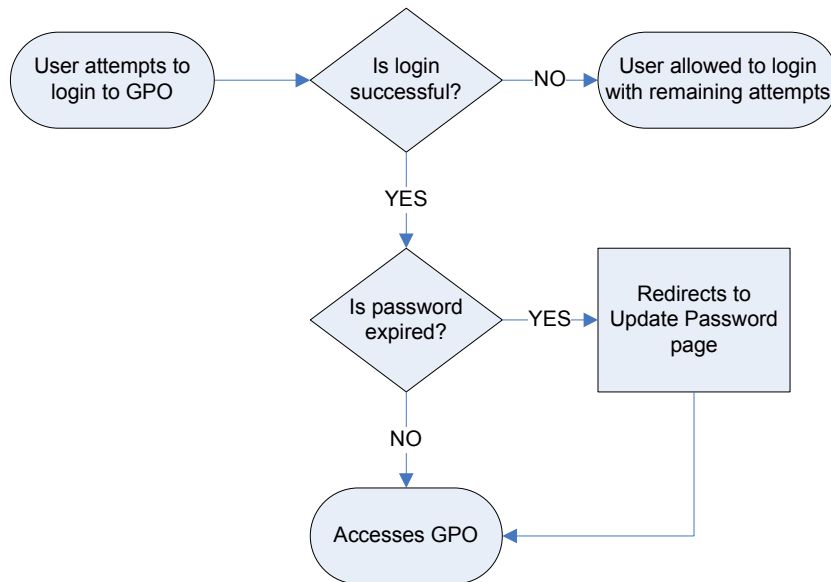 User attempts to
login to GPO
Is login
successful?
NO
User allowed to login
with remaining attempts
YES
Is password
expired?
YES
Redirects to
Update Password
page
NO
Accesses GPO